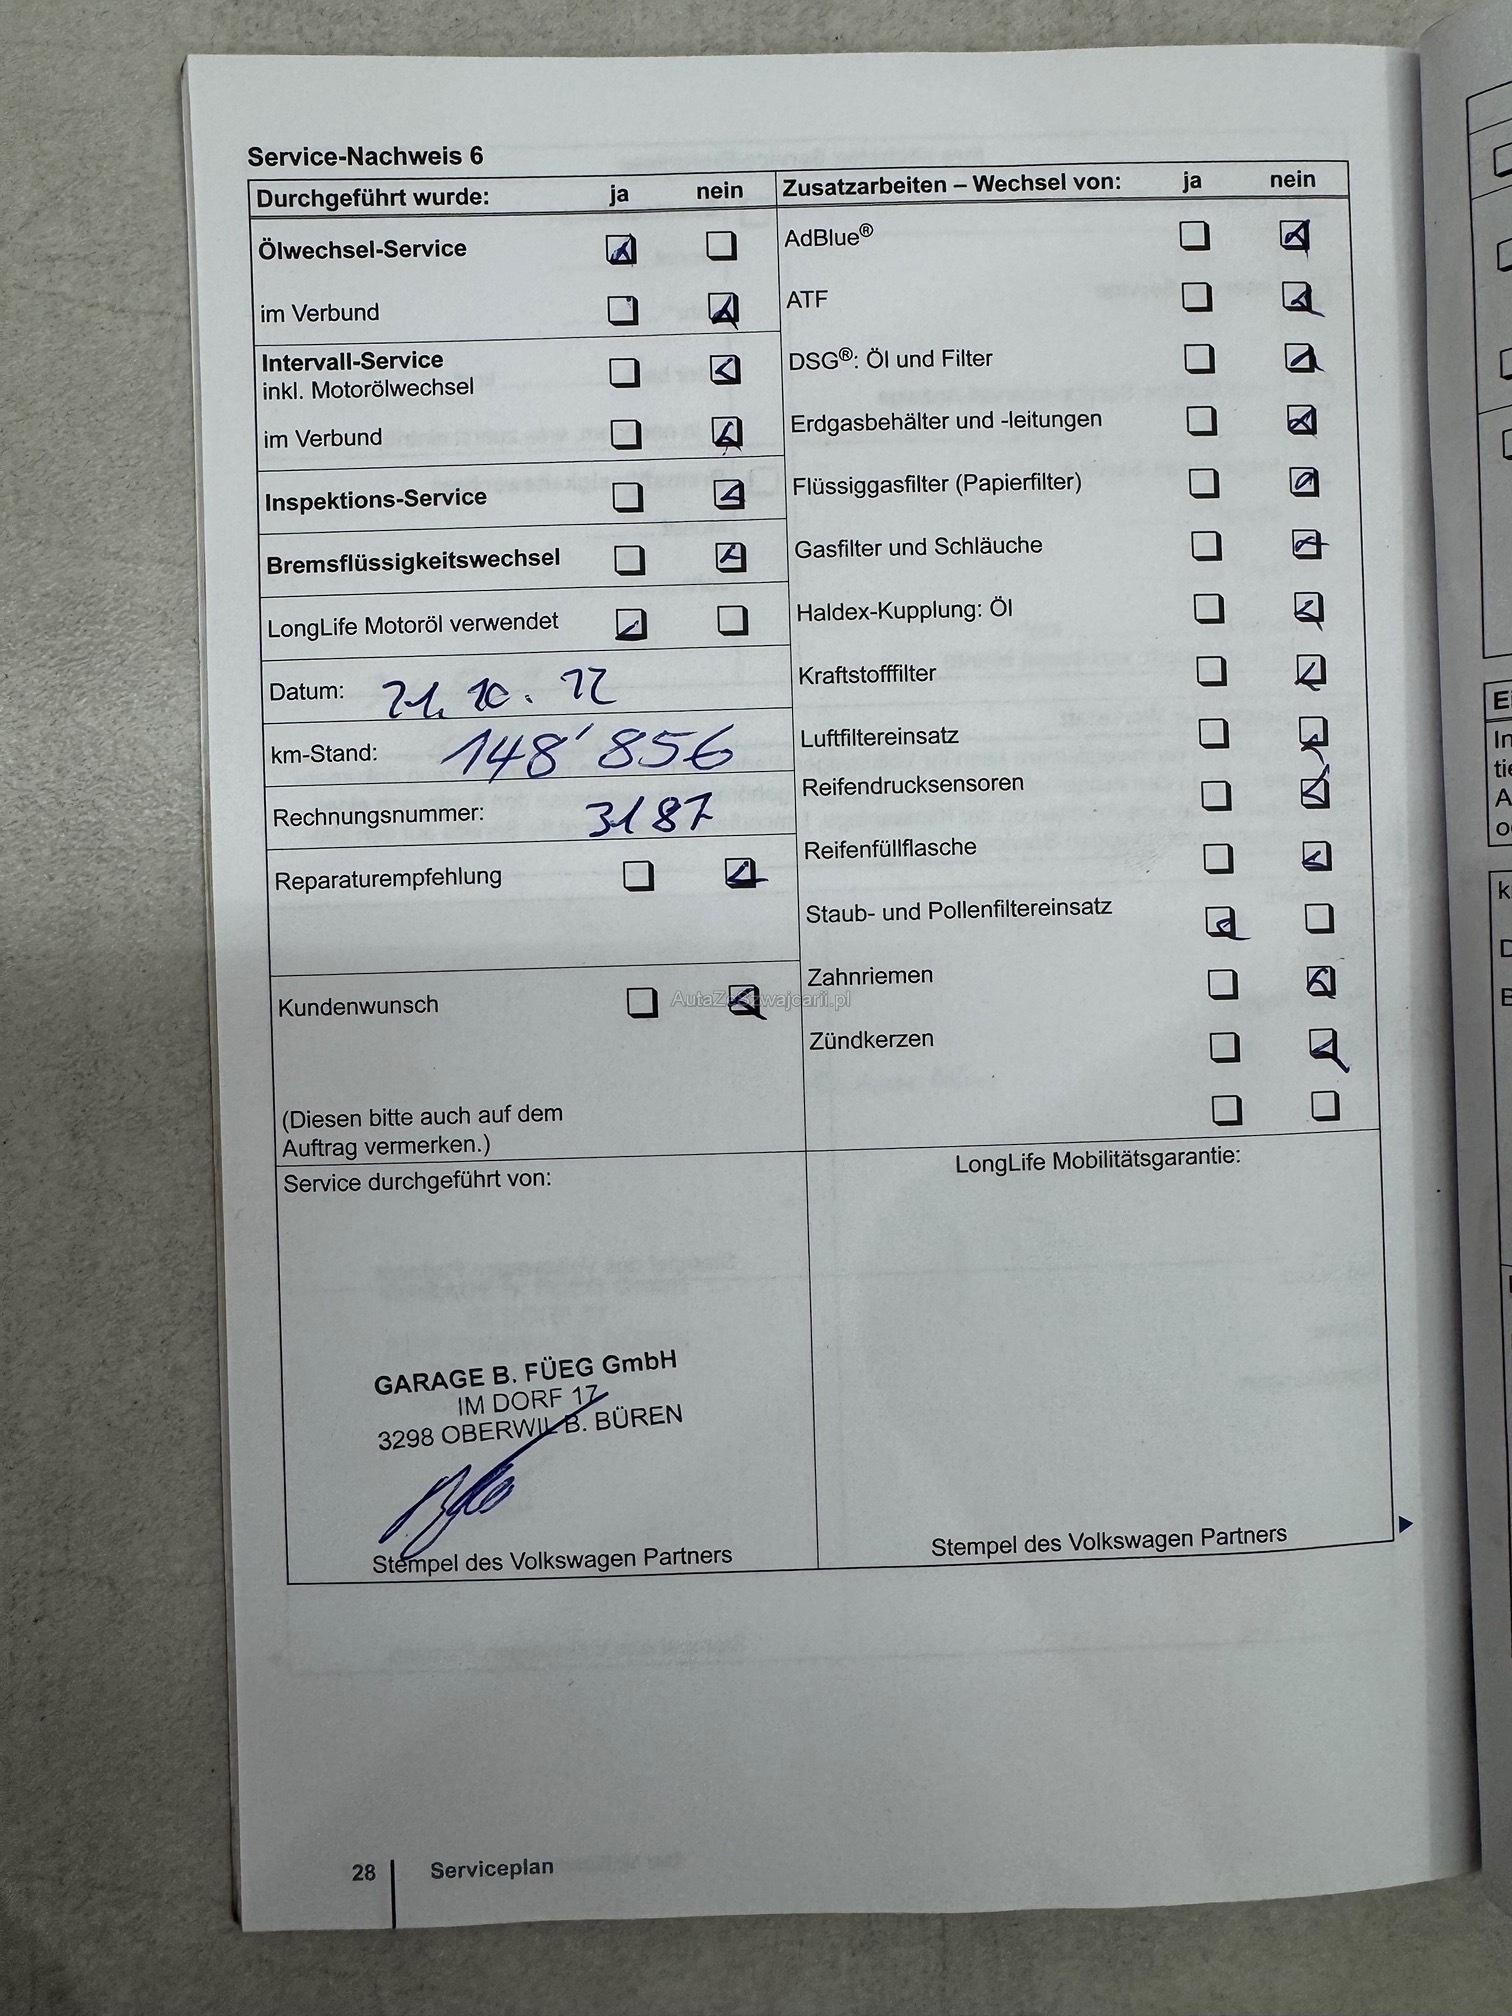 Service-Nachweis 6
Durchgeführt wurde: ja nein
Ölwechsel-Service
im Verbund
Intervall-Service
inkl. Motorölwechsel
im Verbund
Inspektions-Service
Bremsflüssigkeitswechsel
LongLife Motoröl verwendet
Datum: 21. 10. 22
km-Stand: 148'856
Rechnungsnummer: 3187
Reparaturempfehlung
Kundenwunsch
(Diesen bitte auch auf dem
Auftrag vermerken.)
Zusatzarbeiten – Wechsel von: ja nein
AdBlue®
ATF
DSG®: Öl und Filter
Erdgasbehälter und -leitungen
Flüssiggasfilter (Papierfilter)
Gasfilter und Schläuche
Haldex-Kupplung: Öl
Kraftstofffilter
Luftfiltereinsatz
Reifendrucksensoren
Reifenfüllflasche
Staub- und Pollenfiltereinsatz
Zahnriemen
Zündkerzen
AutaZeSzwajcarii.pl
Service durchgeführt von:
GARAGE B. FÜEG GmbH
IM DORF 17
3298 OBERWIL B. BÜREN
Stempel des Volkswagen Partners
LongLife Mobilitätsgarantie:
Stempel des Volkswagen Partners
28 Serviceplan